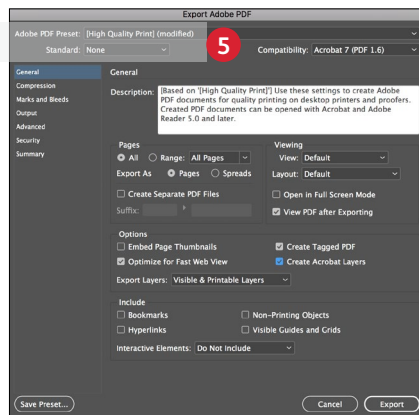 Export Adobe PDF
Adobe PDF Preset: [High Quality Print] (modified)
Standard: None
5
Compatibility: Acrobat 7 (PDF 1.6)
General
Compression
Marks and Bleeds
Output
Advanced
Security
Summary
General
Description: [Based on '[High Quality Print]'] Use these settings to create Adobe
PDF documents for quality printing on desktop printers and proofers.
Created PDF documents can be opened with Acrobat and Adobe
Reader 5.0 and later.
Pages
All Range: All Pages
Export As Pages Spreads
Create Separate PDF Files
Suffix:
Viewing
View: Default
Layout: Default
Open in Full Screen Mode
View PDF after Exporting
Options
Embed Page Thumbnails
Create Tagged PDF
Optimize for Fast Web View
Create Acrobat Layers
Export Layers: Visible & Printable Layers
Include
Bookmarks
Non-Printing Objects
Hyperlinks
Visible Guides and Grids
Interactive Elements: Do Not Include
Save Preset...
Cancel
Export